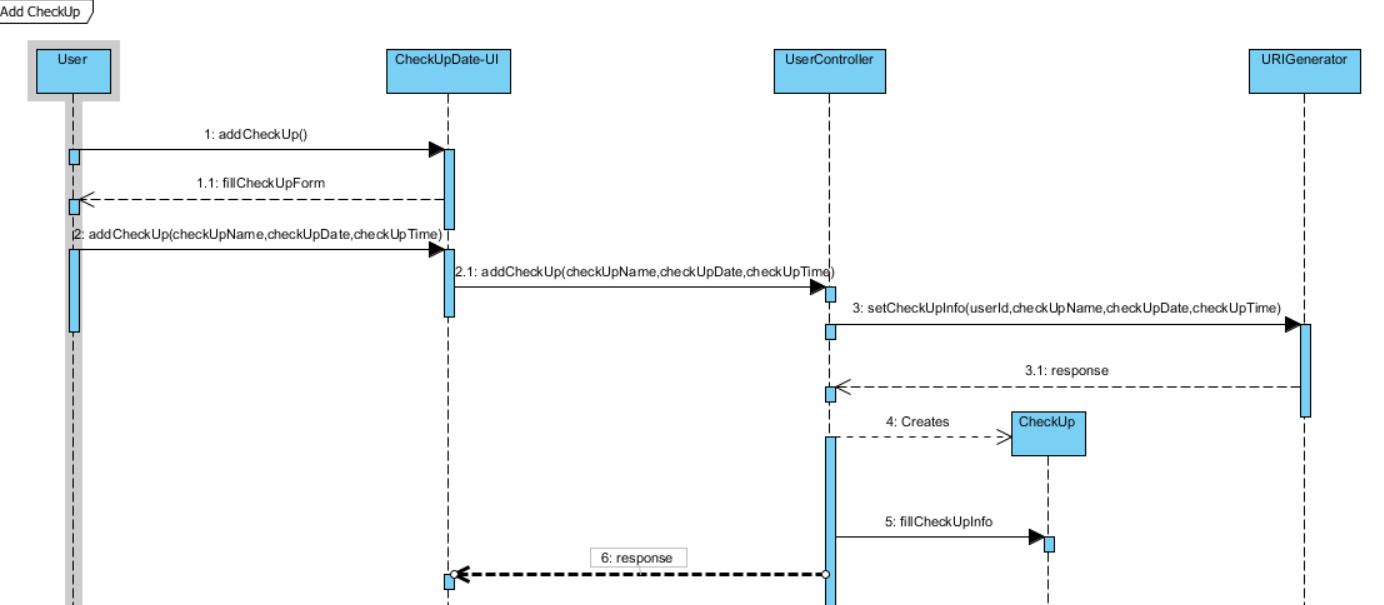 Add CheckUp
User
CheckUpDate-UI
UserController
URIGenerator
1: addCheckUp()
1.1: fillCheckUpForm
2: addCheckUp(checkUpName,checkUpDate,checkUpTime)
2.1: addCheckUp(checkUpName,checkUpDate,checkUpTime)
3: setCheckUpInfo(userId,checkUpName,checkUpDate,checkUpTime)
3.1: response
4: Creates
CheckUp
5: fillCheckUpInfo
6: response